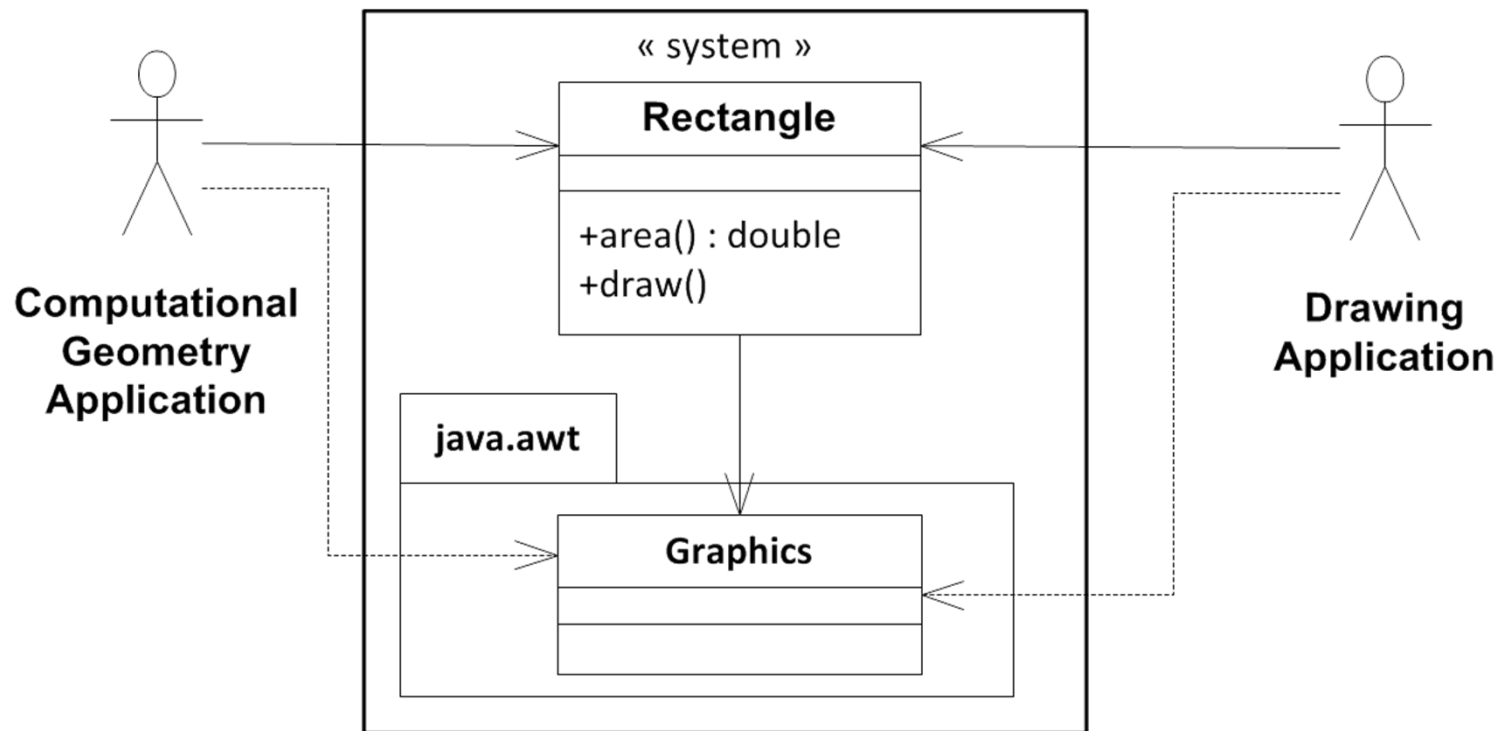 « system »
Rectangle
+area() : double
+draw()
Computational
Geometry
Application
Drawing
Application
java.awt
Graphics